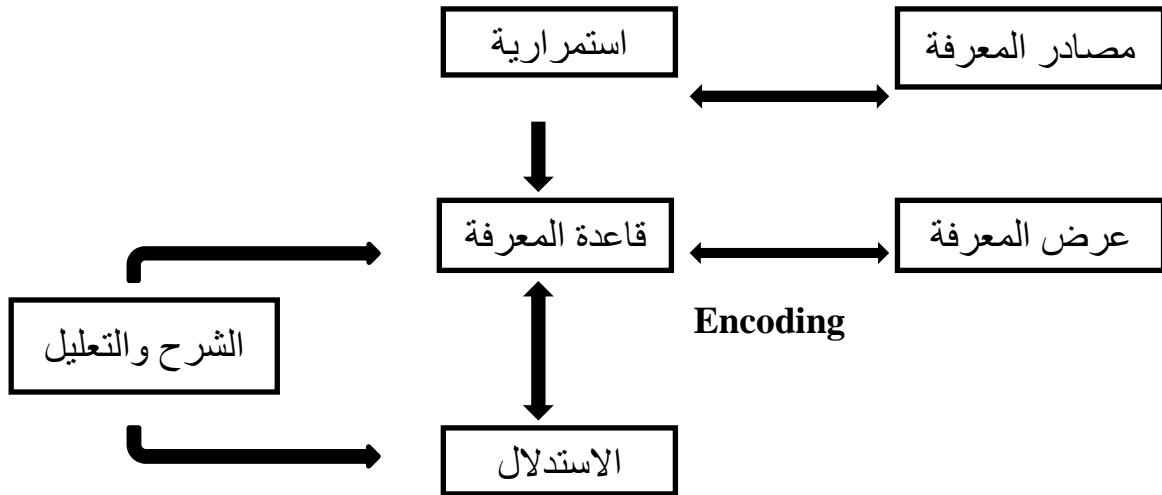 مصادر المعرفة
استمرارية
عرض المعرفة
قاعدة المعرفة
Encoding
الشرح والتعليل
الاستدلال